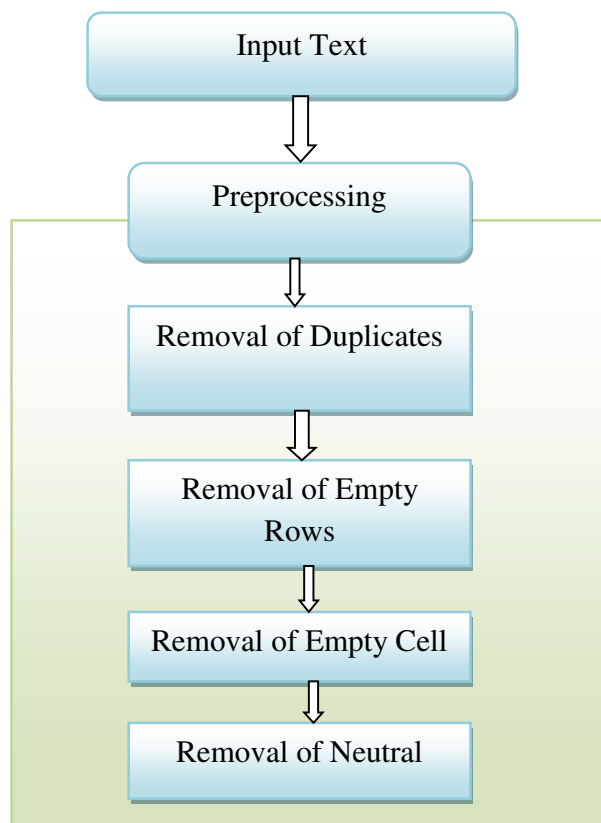 Input Text
Preprocessing
Removal of Duplicates
Removal of Empty
Rows
Removal of Empty Cell
Removal of Neutral